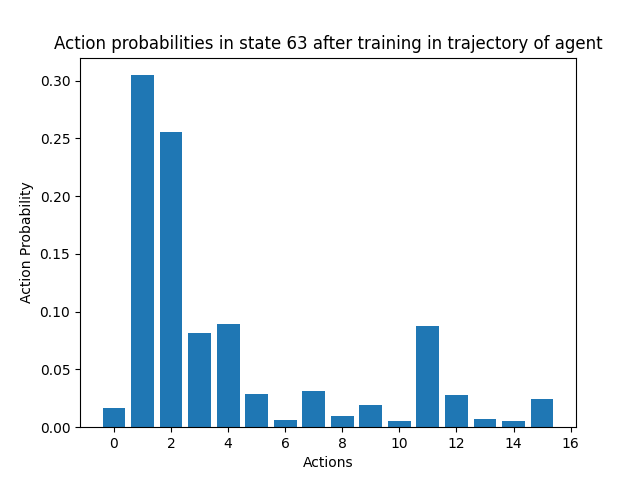 Action probabilities in state 63 after training in trajectory of agent
Action Probability
0.30
0.25
0.20
0.15
0.10
0.05
0.00
0 2 4 6 8 10 12 14 16
Actions